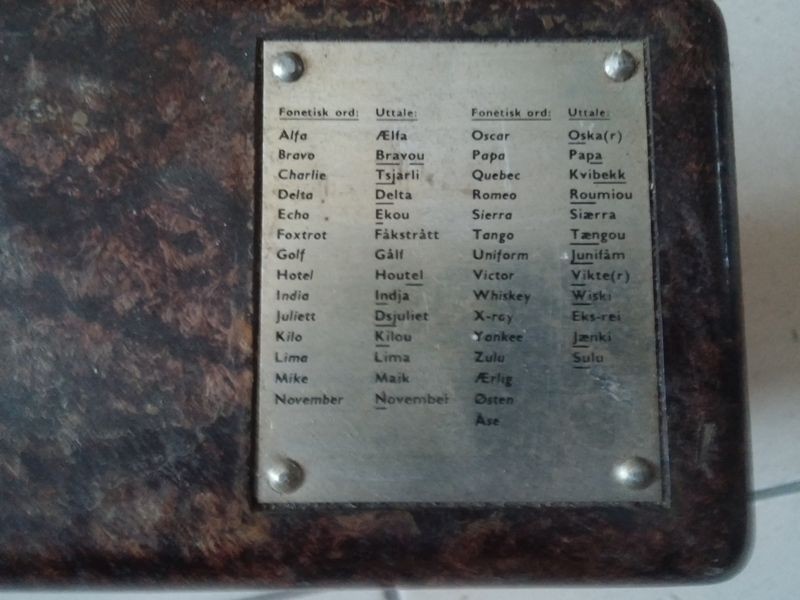 Fonetisk ord: Uttale: Fonetisk ord: Uttale:
Alfa Ælfa Oscar Oska(r)
Bravo Bravou Papa Papa
Charlie Tsjarli Quebec Kvibekk
Delta Delta Romeo Roumiou
Echo Ekou Sierra Siærra
Foxtrot Fåkstrått Tango Tængou
Golf Gålf Uniform Junifåm
Hotel Houtel Victor Vikte(r)
India Indja Whiskey Wiski
Juliett Dsjuliet X-ray Eks-rei
Kilo Kilou Yankee Jænki
Lima Lima Zulu Sulu
Mike Maik Ærlig
November November Østen
Åse